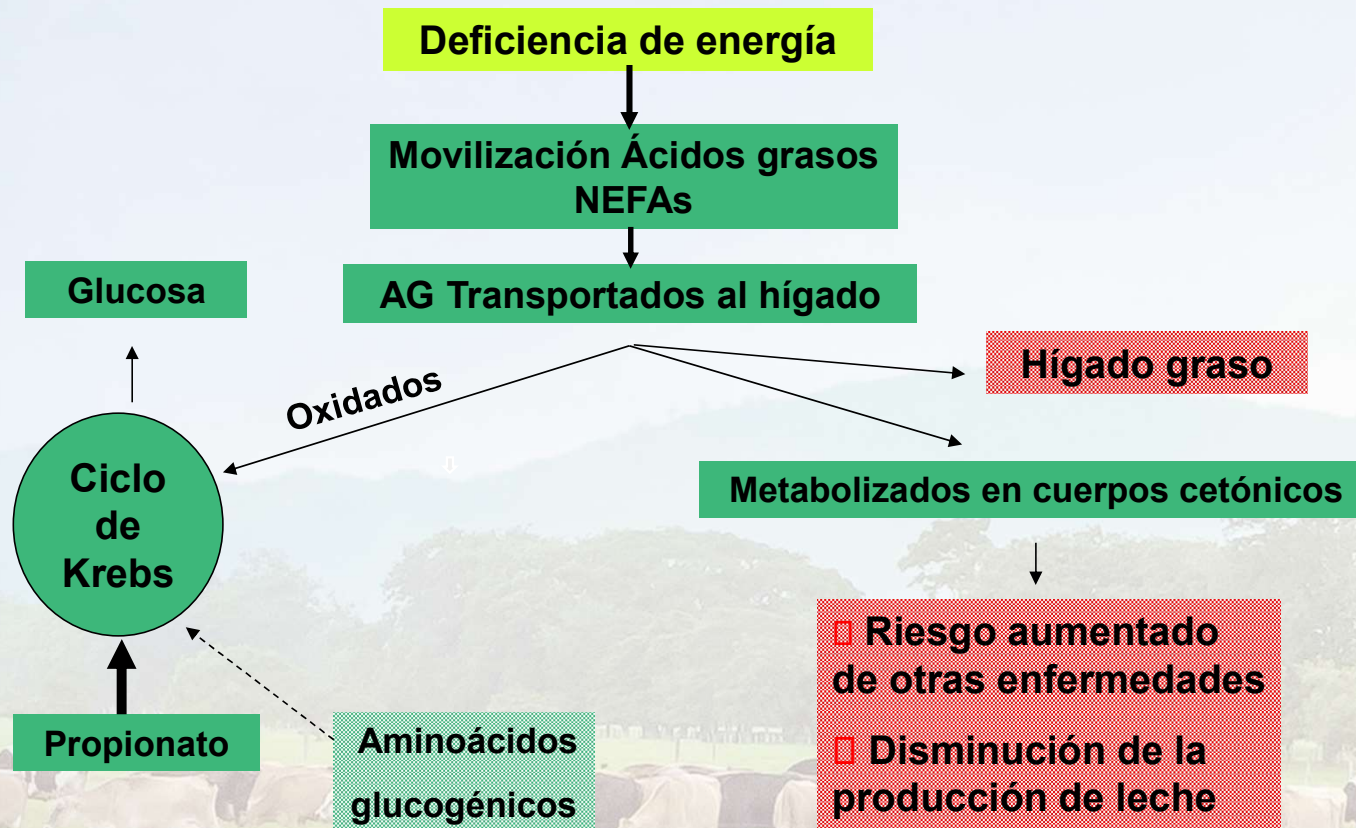 Deficiencia de energía
Movilización Ácidos grasos
NEFAs
Glucosa
AG Transportados al hígado
Hígado graso
Oxidados
Ciclo
de
Krebs
Metabolizados en cuerpos cetónicos
Riesgo aumentado
de otras enfermedades
Propionato
Aminoácidos
glucogénicos
Disminución de la
producción de leche